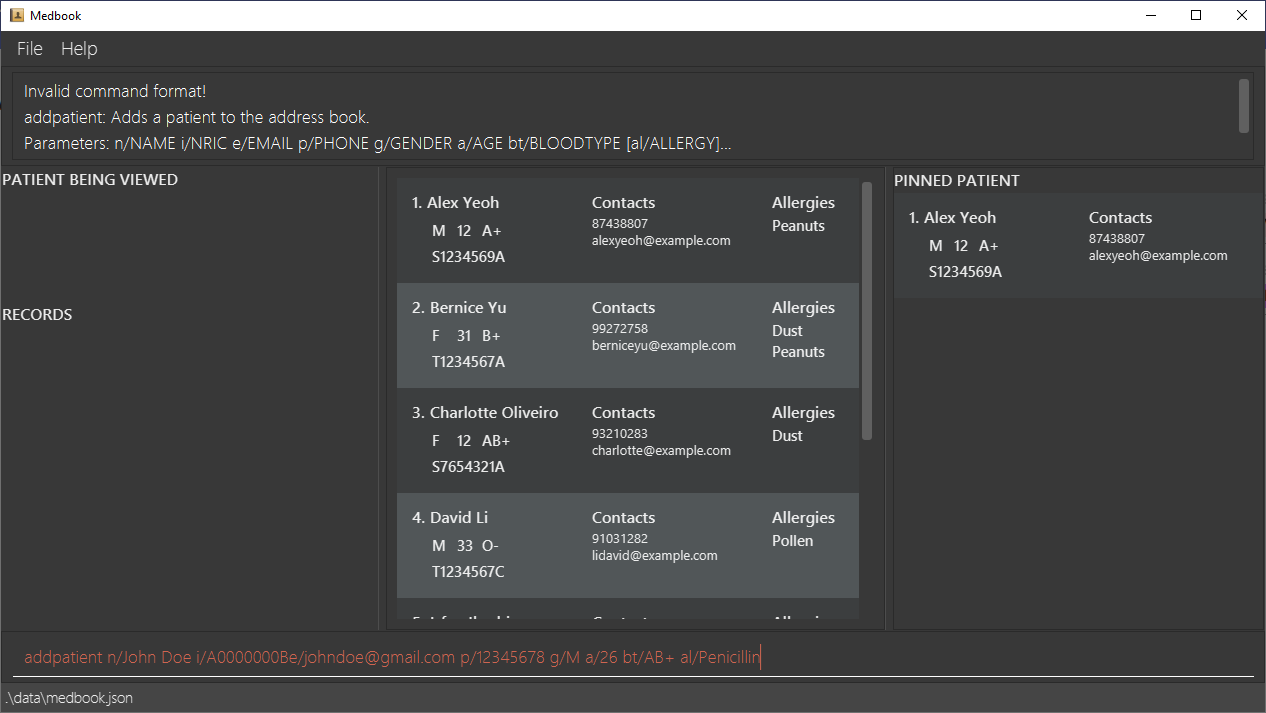 Medbook
File Help
Invalid command format!
addpatient: Adds a patient to the address book.
Parameters: n/NAME i/NRIC e/EMAIL p/PHONE g/GENDER a/AGE bt/BLOODTYPE [al/ALLERGY]...
PATIENT BEING VIEWED
RECORDS
1. Alex Yeoh
M 12 A+
S1234569A
Contacts
87438807
alexyeoh@example.com
Allergies
Peanuts
2. Bernice Yu
F 31 B+
T1234567A
Contacts
99272758
berniceyu@example.com
Allergies
Dust
Peanuts
3. Charlotte Oliveiro
F 12 AB+
S7654321A
Contacts
93210283
charlotte@example.com
Allergies
Dust
4. David Li
M 33 O-
T1234567C
Contacts
91031282
lidavid@example.com
Allergies
Pollen
PINNED PATIENT
1. Alex Yeoh
M 12 A+
S1234569A
Contacts
87438807
alexyeoh@example.com
addpatient n/John Doe i/A0000000Be/johndoe@gmail.com p/12345678 g/M a/26 bt/AB+ al/Penicillin
.\data\medbook.json